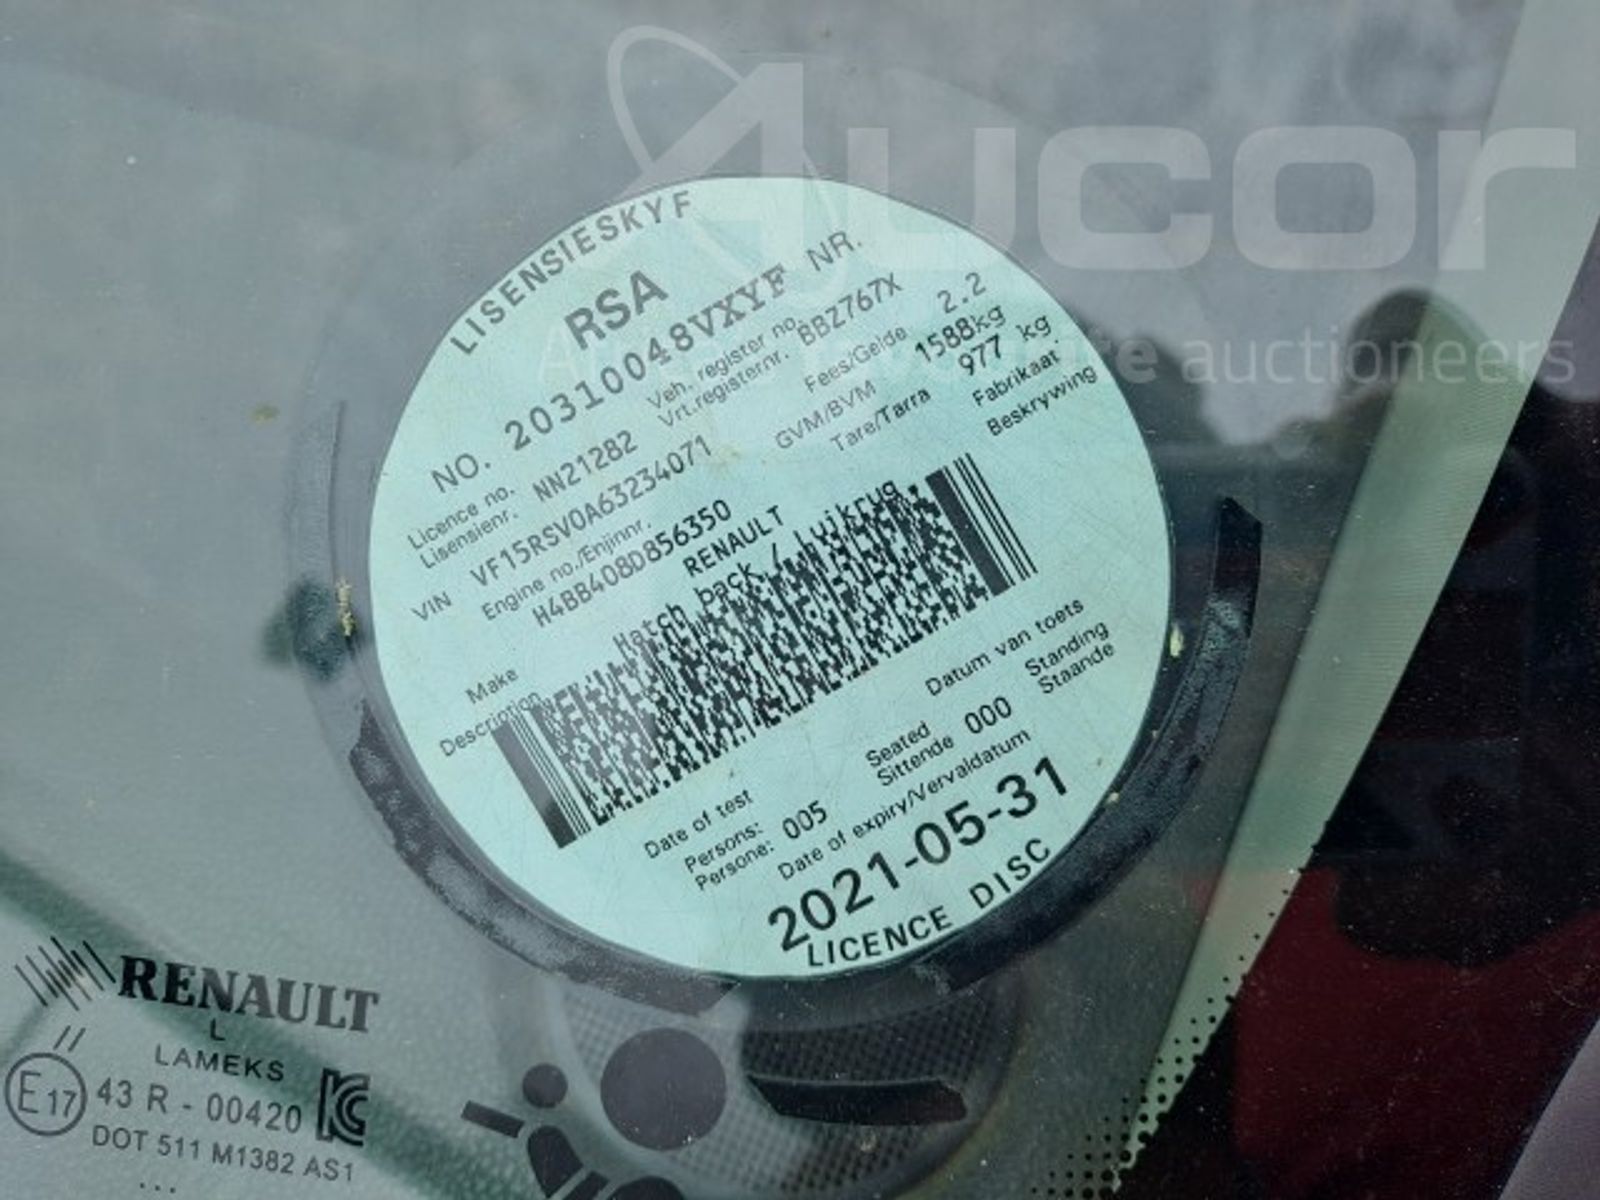 Aucor
auctioneers
LISENSIESKYF
RSA
NO. 20310048VXYF NR.
Licence no.
Lisensienr. NN21282
Veh. register no.
Vrt.registernr. BBZ767X
VIN VF15RSV0A63234071
Fees/Gelde 2.2
Engine no./Enjinnr.
H4BB408D856350
GVM/BVM 1588kg
Tare/Tarra 977 kg
Make RENAULT Fabrikaat
Description Hatch back / Luikrug Beskrywing
Date of test Datum van toets
Persons:
Persone: 005
Seated
Sittende 000
Standing
Staande
Date of expiry/Vervaldatum
2021-05-31
LICENCE DISC
RENAULT
L
LAMEKS
E17 43 R - 00420 KC
DOT 511 M1382 AS1
...